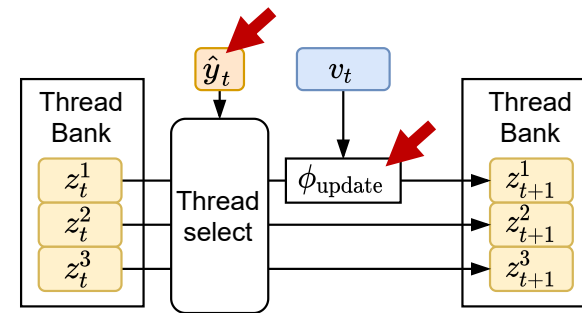 ŷ_t
v_t
Thread
Bank
Thread
Bank
z_t^1
z_t^2
z_t^3
Thread
select
ϕ_update
z_{t+1}^1
z_{t+1}^2
z_{t+1}^3